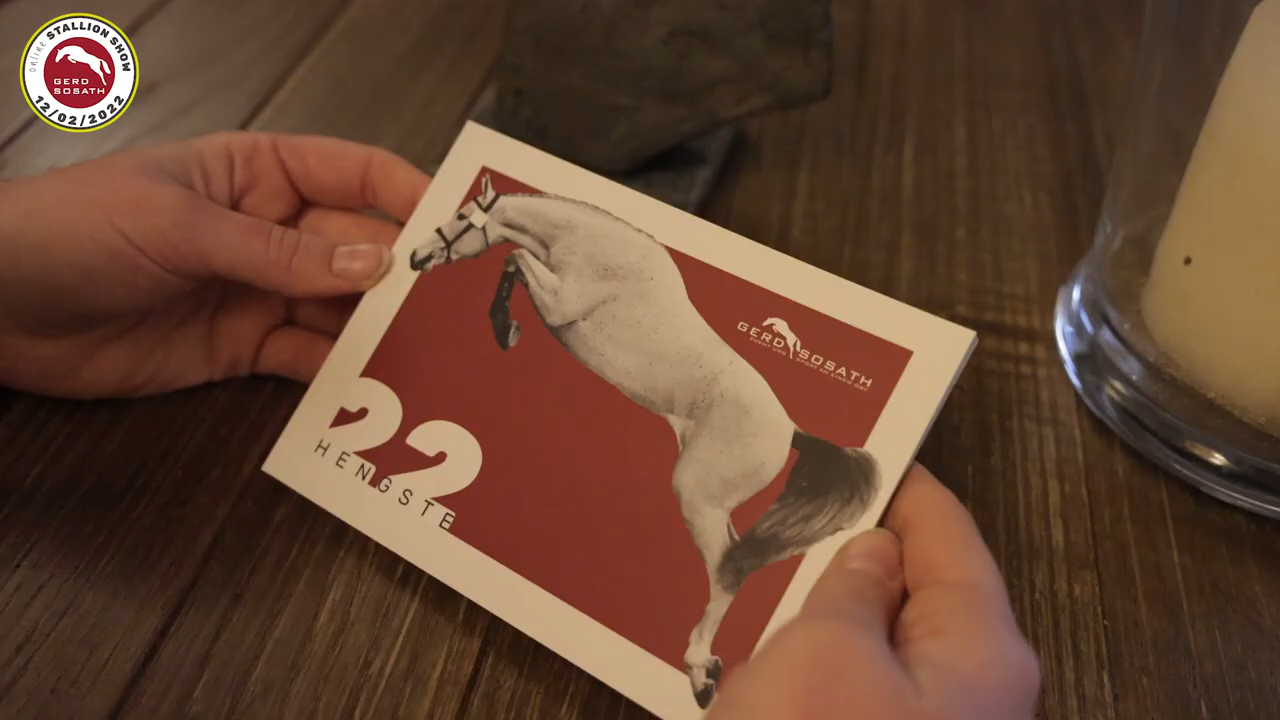 online STALLION SHOW
GERD
SOSATH
12/02/2022
GERD SOSATH
22
HENGSTE